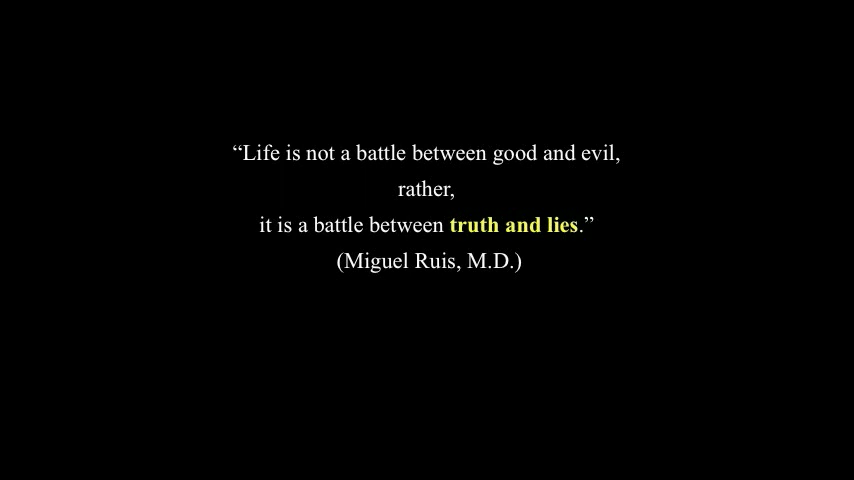 “Life is not a battle between good and evil,
rather,
it is a battle between truth and lies.”
(Miguel Ruis, M.D.)